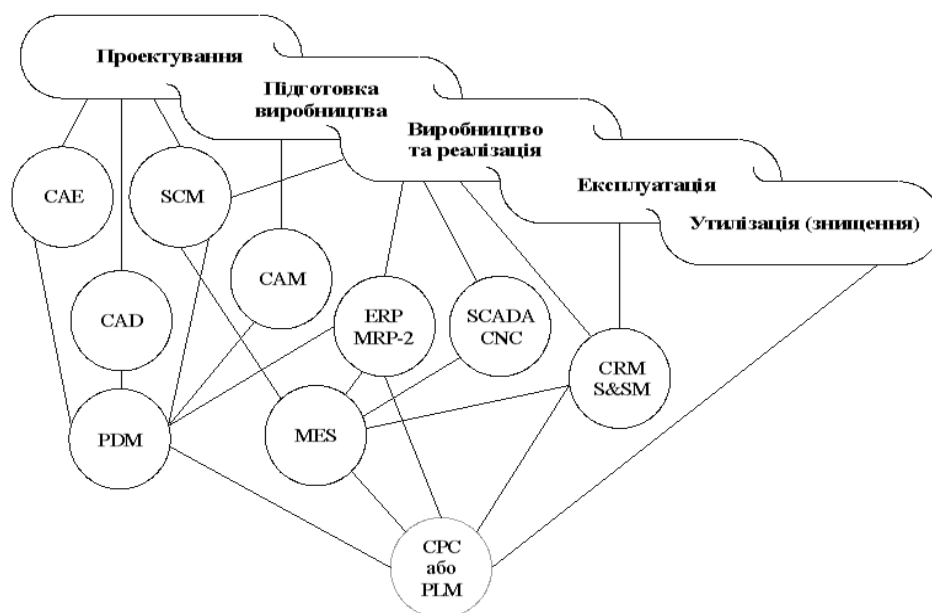 Проектування
Підготовка
виробництва
Виробництво
та реалізація
Експлуатація
Утилізація (знищення)
CAE
SCM
CAM
CAD
ERP
MRP-2
SCADA
CNC
CRM
S&SM
PDM
MES
CPC
або
PLM